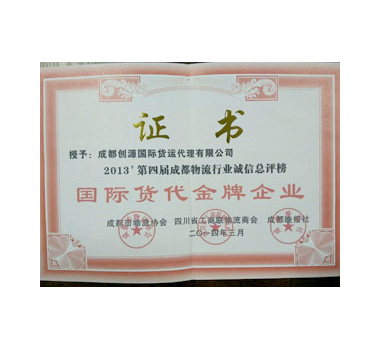 证 书
授予：成都创源国际货运代理有限公司
2013'第四届成都物流行业诚信总评榜
国际货代金牌企业
成都市物流协会 四川省工商联物流商会 成都晚报社
二〇一四年三月